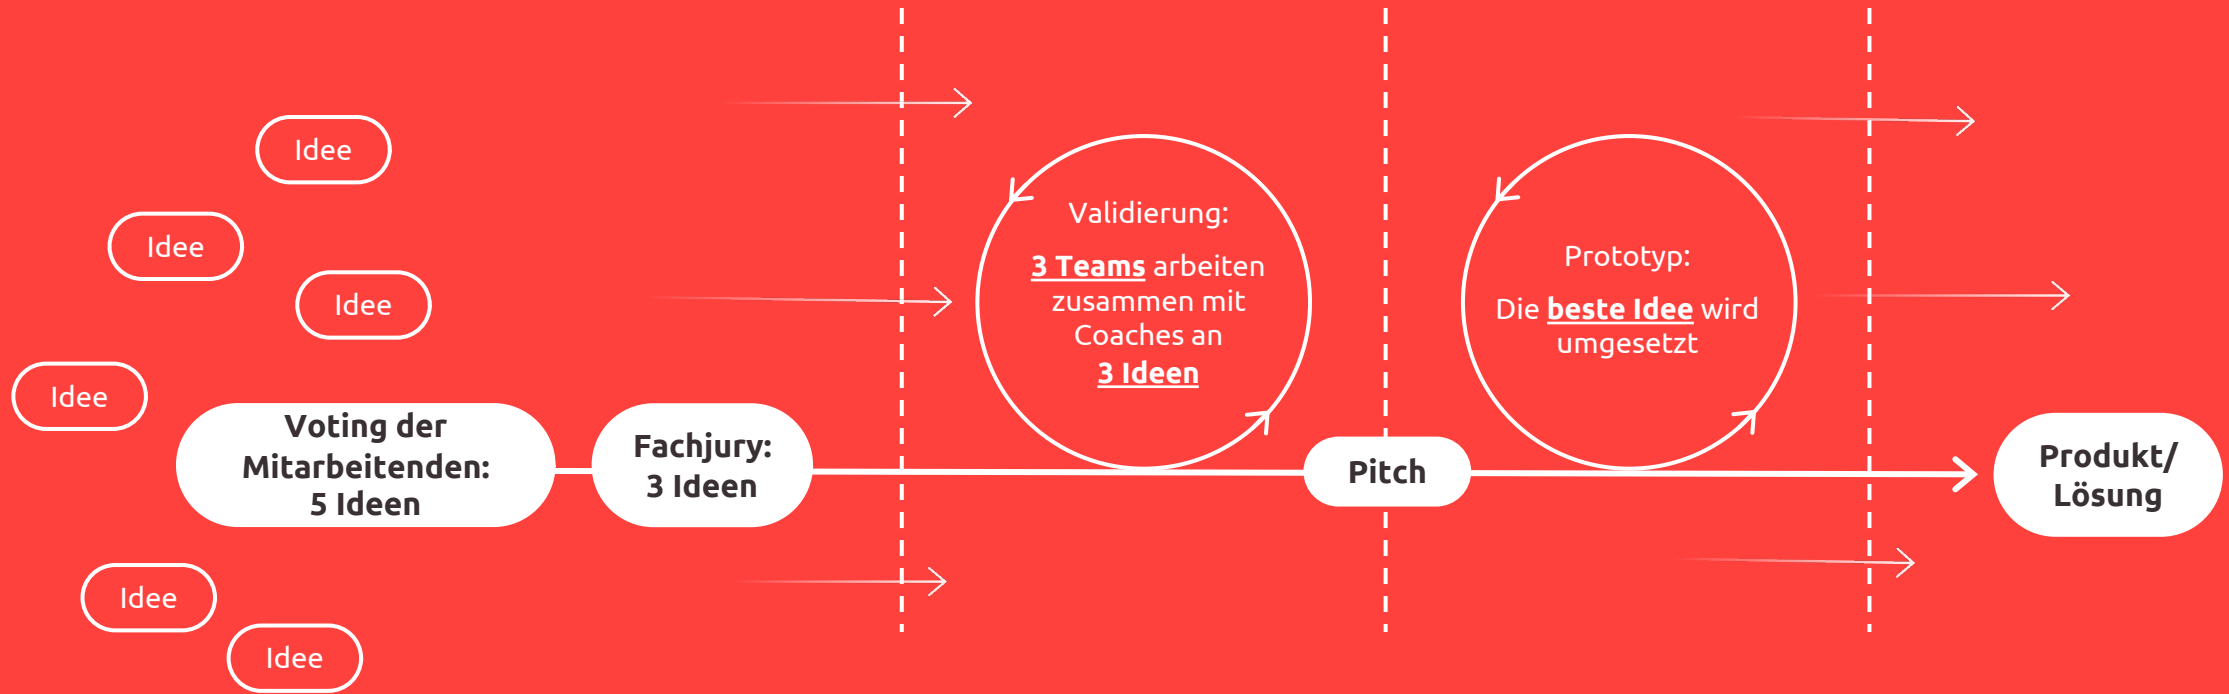 Idee
Idee
Idee
Idee
Voting der
Mitarbeitenden:
5 Ideen
Idee
Idee
Fachjury:
3 Ideen
Validierung:
3 Teams arbeiten
zusammen mit
Coaches an
3 Ideen
Pitch
Prototyp:
Die beste Idee wird
umgesetzt
Produkt/
Lösung